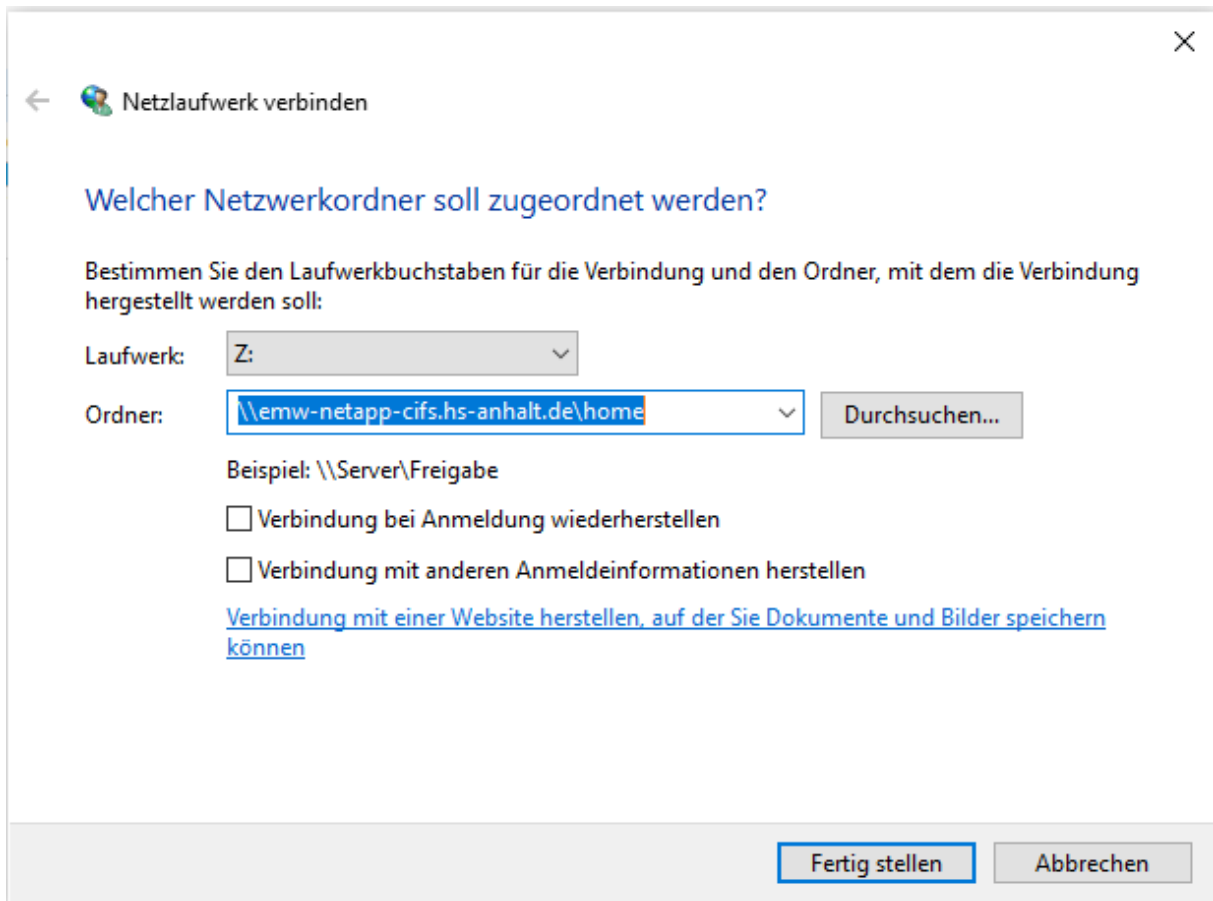 Netzlaufwerk verbinden
Welcher Netzwerkordner soll zugeordnet werden?
Bestimmen Sie den Laufwerkbuchstaben für die Verbindung und den Ordner, mit dem die Verbindung
hergestellt werden soll:
Laufwerk: Z:
Ordner: \\emw-netapp-cifs.hs-anhalt.de\home Durchsuchen...
Beispiel: \\Server\Freigabe
Verbindung bei Anmeldung wiederherstellen
Verbindung mit anderen Anmeldeinformationen herstellen
Verbindung mit einer Website herstellen, auf der Sie Dokumente und Bilder speichern
können
Fertig stellen Abbrechen